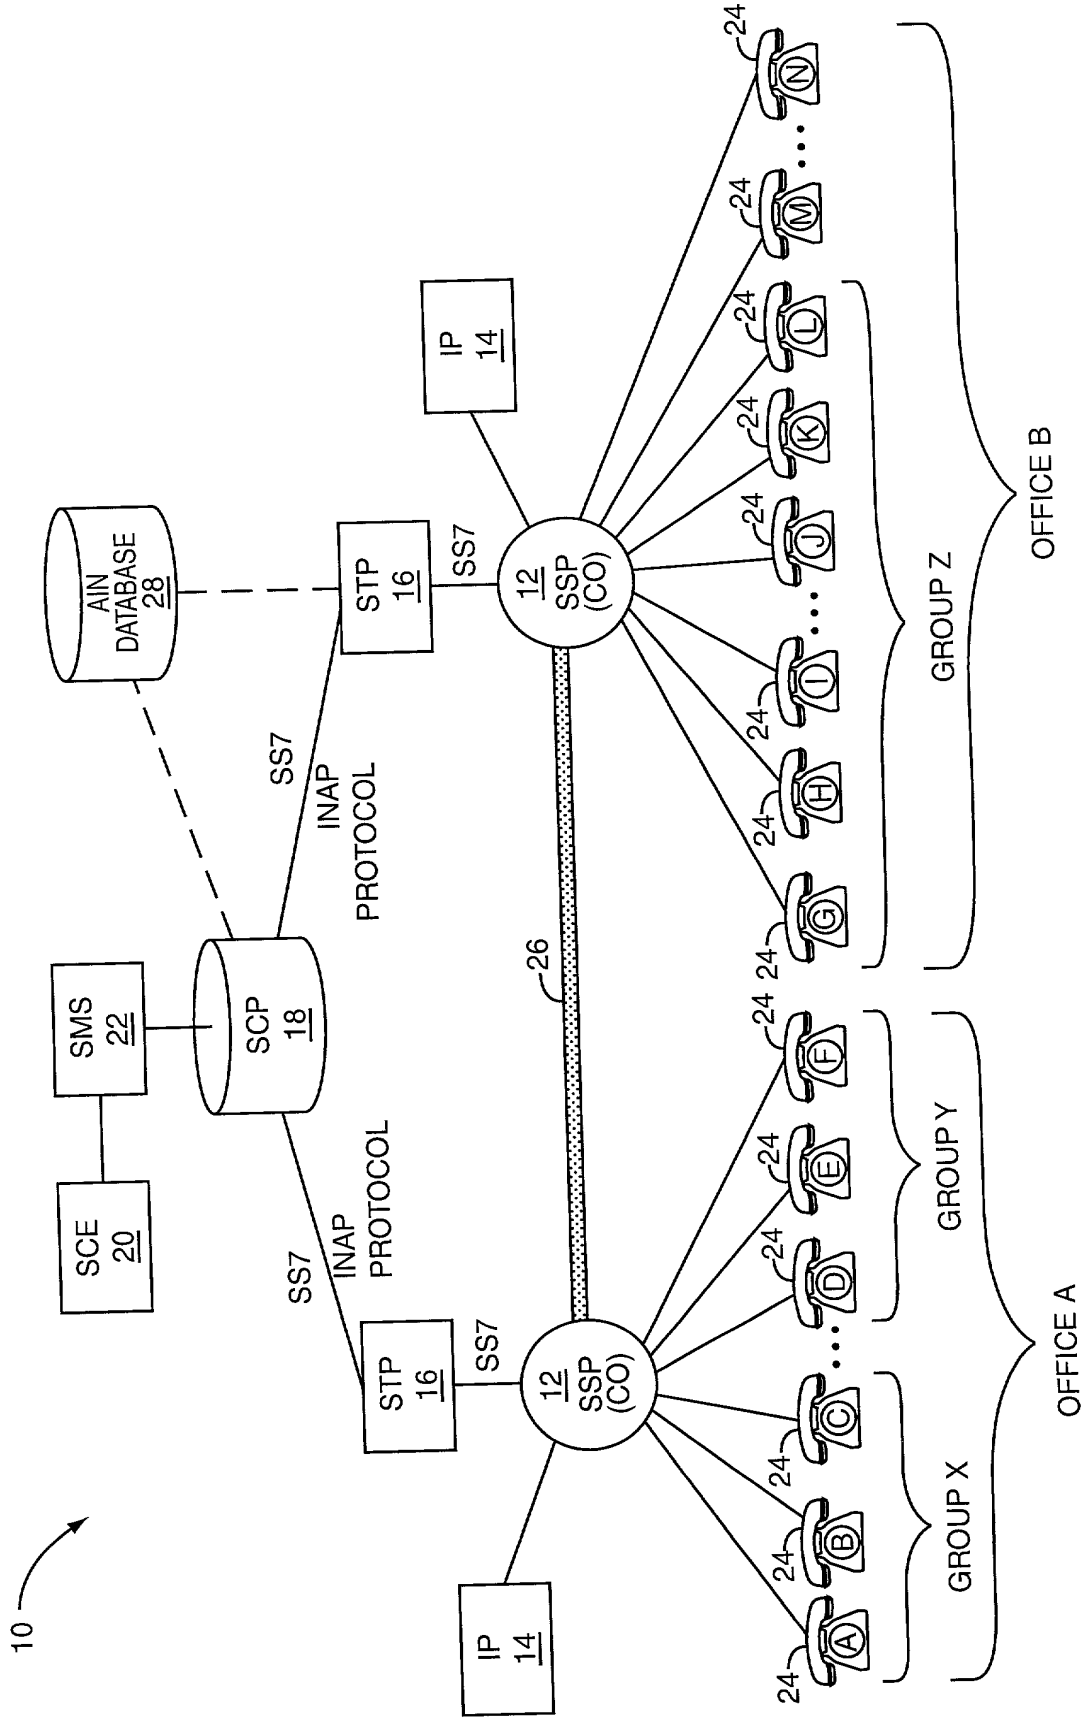 10
SCE
20
SMS
22
AIN
DATABASE
28
SCP
18
SS7
INAP
PROTOCOL
SS7
INAP
PROTOCOL
STP
16
STP
16
SS7
SS7
IP
14
IP
14
12
SSP
(CO)
12
SSP
(CO)
26
24
24
24
24
24
24
24
24
24
24
24
24
24
24
A
B
C
D
E
F
G
H
I
J
K
L
M
N
GROUP X
GROUP Y
GROUP Z
OFFICE A
OFFICE B